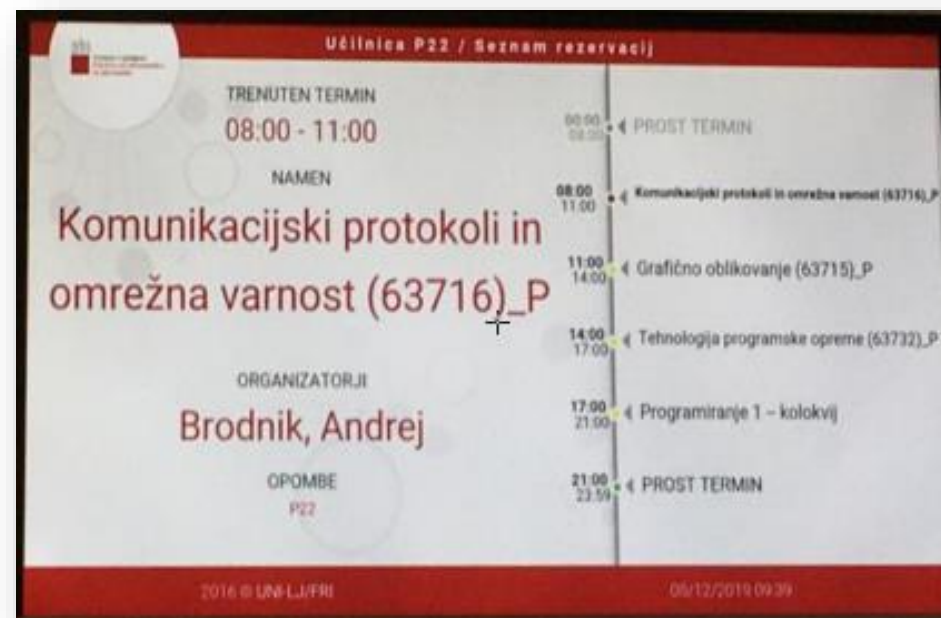 Učilnica P22 / Seznam rezervacij
TRENUTEN TERMIN
08:00 - 11:00
NAMEN
Komunikacijski protokoli in
omrežna varnost (63716)_P
ORGANIZATORJI
Brodnik, Andrej
OPOMBE
P22
00:00
08:00
PROST TERMIN
08:00
11:00
Komunikacijski protokoli in omrežna varnost (63716)_P
11:00
14:00
Grafično oblikovanje (63715)_P
14:00
17:00
Tehnologija programske opreme (63732)_P
17:00
21:00
Programiranje 1 – kolokvij
21:00
23:59
PROST TERMIN
2016 © UNI-LJ/FRI
05/12/2019 09:39